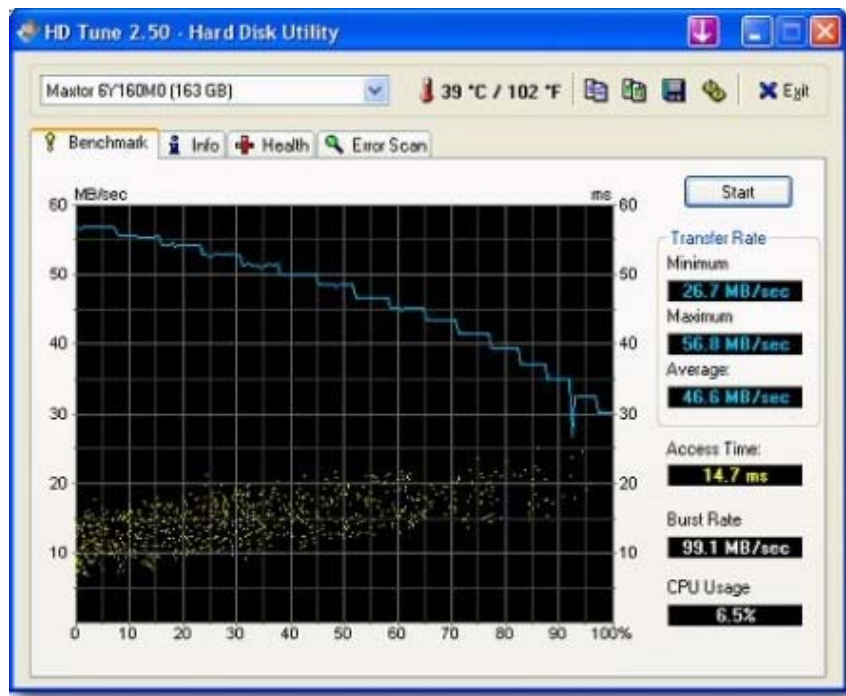 HD Tune 2.50 - Hard Disk Utility
Maxtor 6Y160M0 (163 GB)
39 °C / 102 °F
Exit
Benchmark
Info
Health
Error Scan
MB/sec
ms
60
50
40
30
20
10
60
50
40
30
20
10
0 10 20 30 40 50 60 70 80 90 100%
Start
Transfer Rate
Minimum
26.7 MB/sec
Maximum
56.8 MB/sec
Average:
46.6 MB/sec
Access Time:
14.7 ms
Burst Rate
99.1 MB/sec
CPU Usage
6.5%